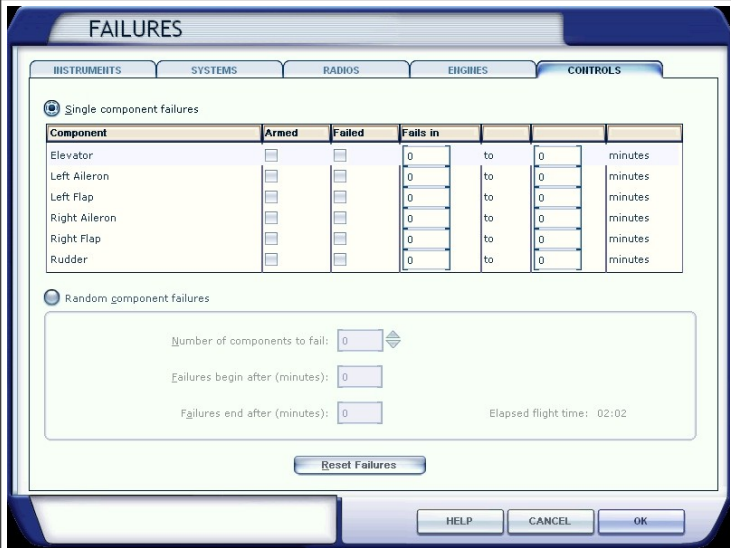 FAILURES
INSTRUMENTS SYSTEMS RADIOS ENGINES CONTROLS
Single component failures
Component Armed Failed Fails in
Elevator 0 to 0 minutes
Left Aileron 0 to 0 minutes
Left Flap 0 to 0 minutes
Right Aileron 0 to 0 minutes
Right Flap 0 to 0 minutes
Rudder 0 to 0 minutes
Random component failures
Number of components to fail: 0
Failures begin after (minutes): 0
Failures end after (minutes): 0 Elapsed flight time: 02:02
Reset Failures
HELP CANCEL OK